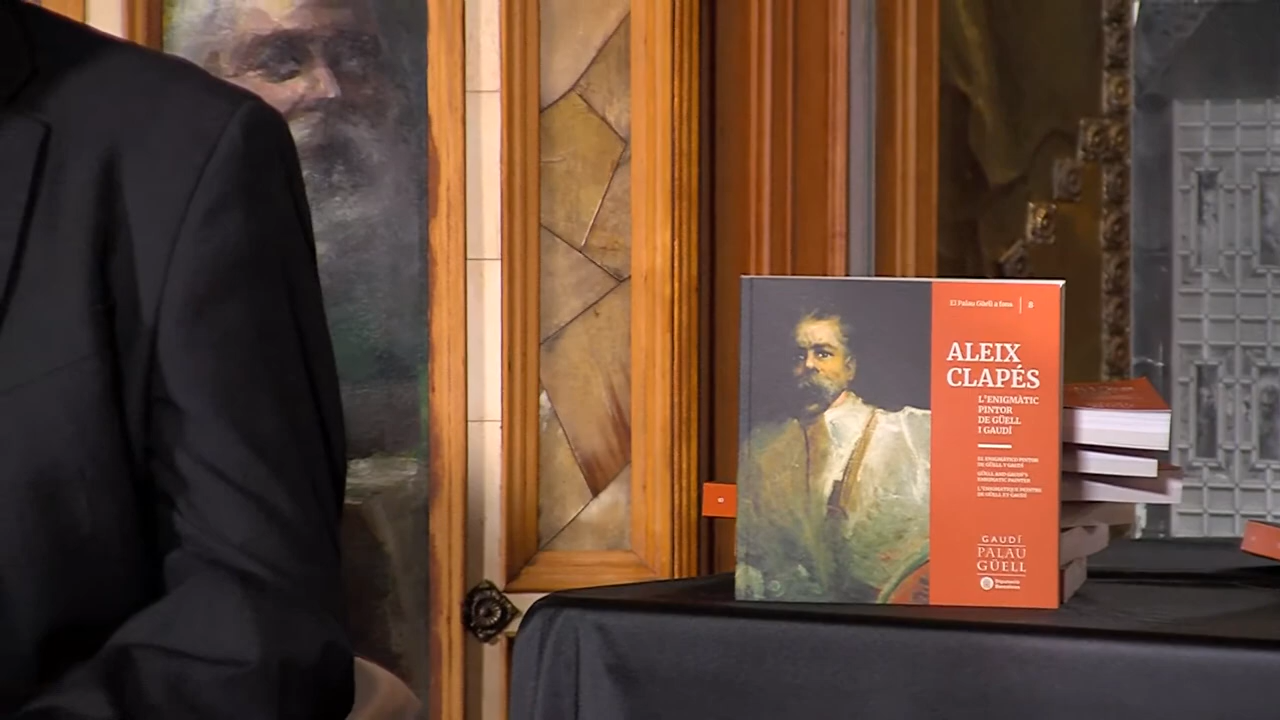 El Palau Güell a fons 8
ALEIX
CLAPÉS
L'ENIGMÀTIC
PINTOR
DE GÜELL
I GAUDÍ
EL ENIGMÁTICO PINTOR
DE GÜELL Y GAUDÍ
GÜELL AND GAUDÍ'S
ENIGMATIC PAINTER
L'ÉNIGMATIQUE PEINTRE
DE GÜELL ET GAUDÍ
GAUDÍ
PALAU
GÜELL
Diputació
Barcelona